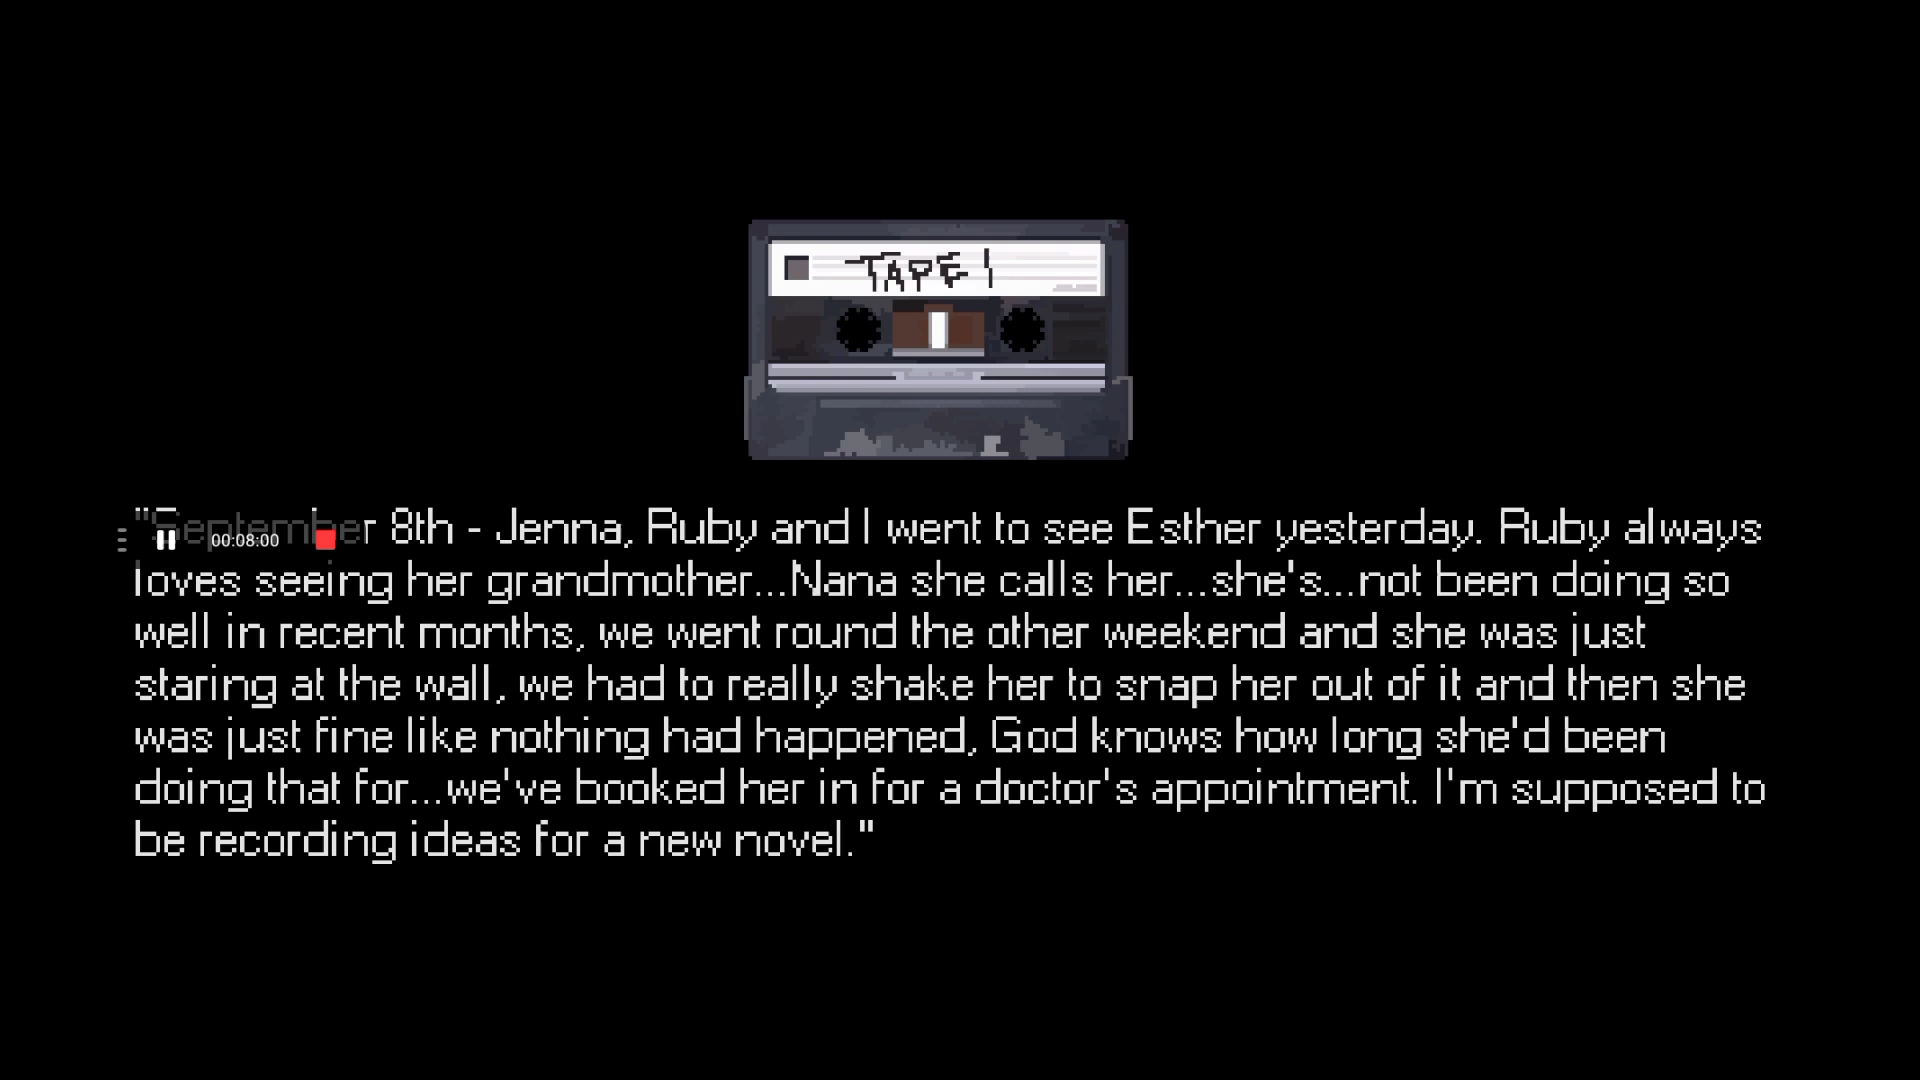 TAPE 1
"September 8th - Jenna, Ruby and I went to see Esther yesterday. Ruby always
00:08:00
loves seeing her grandmother...Nana she calls her...she's...not been doing so
well in recent months, we went round the other weekend and she was just
staring at the wall, we had to really shake her to snap her out of it and then she
was just fine like nothing had happened, God knows how long she'd been
doing that for...we've booked her in for a doctor's appointment. I'm supposed to
be recording ideas for a new novel."